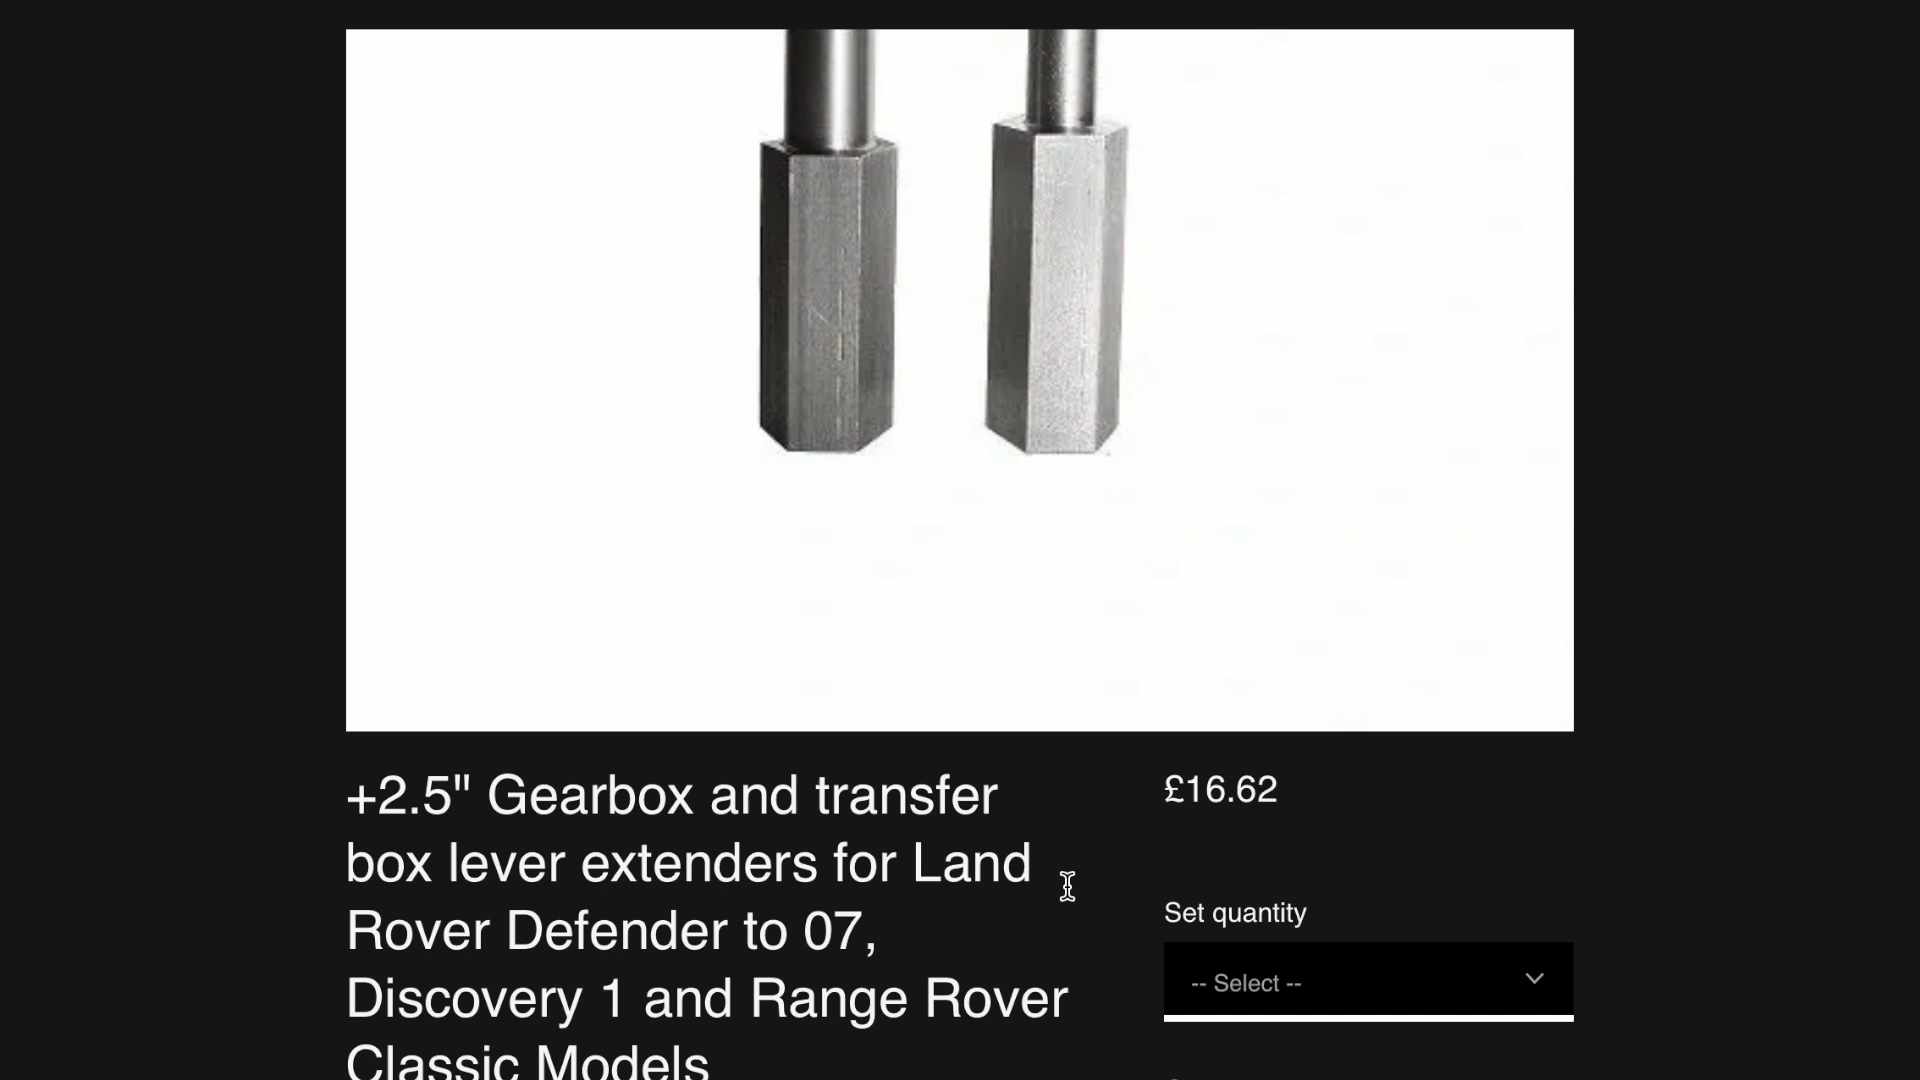 +2.5" Gearbox and transfer
box lever extenders for Land
Rover Defender to 07,
Discovery 1 and Range Rover
Classic Models
£16.62
Set quantity
-- Select --